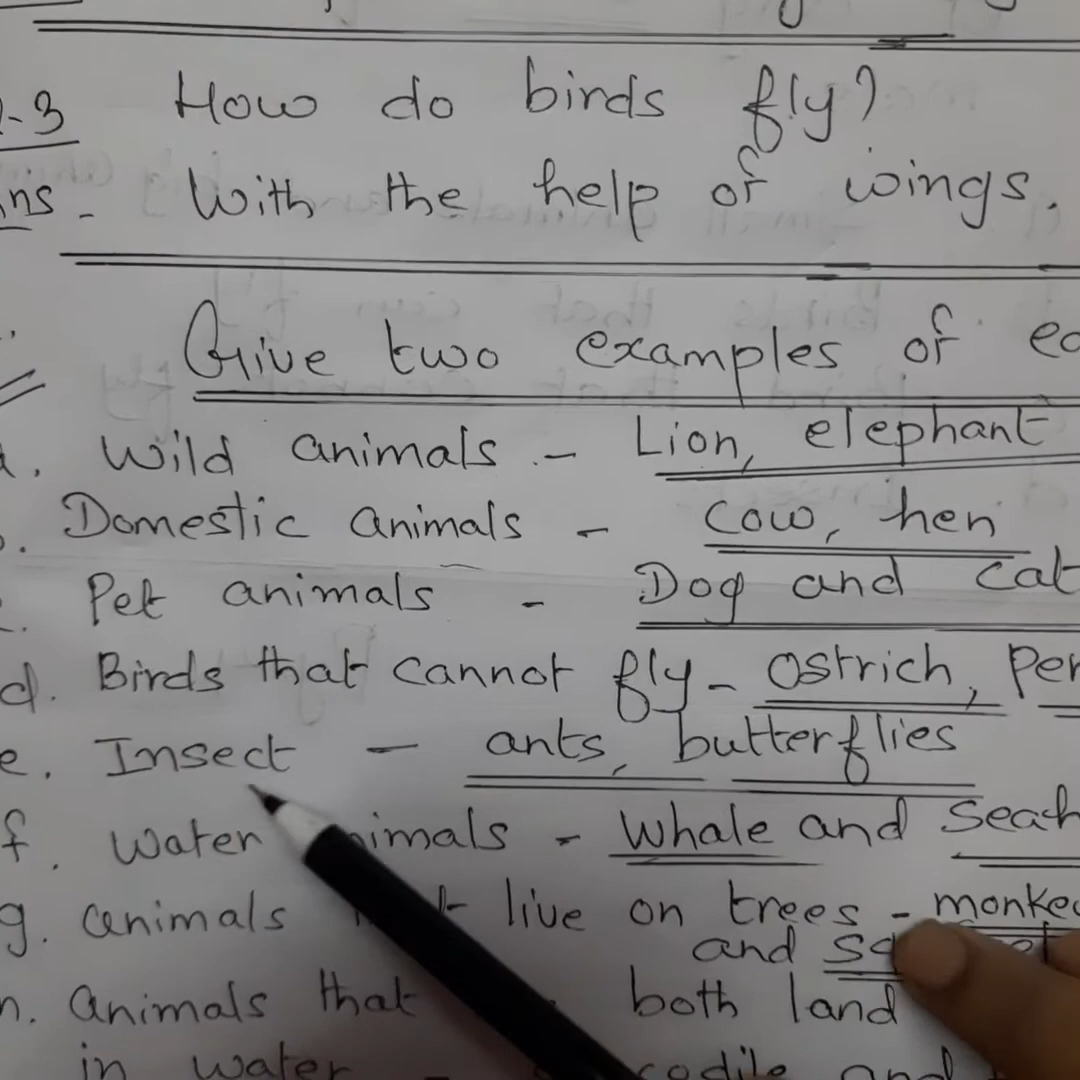 How do birds fly?
Ans - With the help of wings.
Give two examples of
Wild animals - Lion, elephant
Domestic animals - cow, hen
Pet animals - Dog and cat
d. Birds that cannot fly - ostrich,
e. Insect - ants, butterflies
f. Water animals - Whale and
g. animals live on trees -
and
animals that both land
in water -